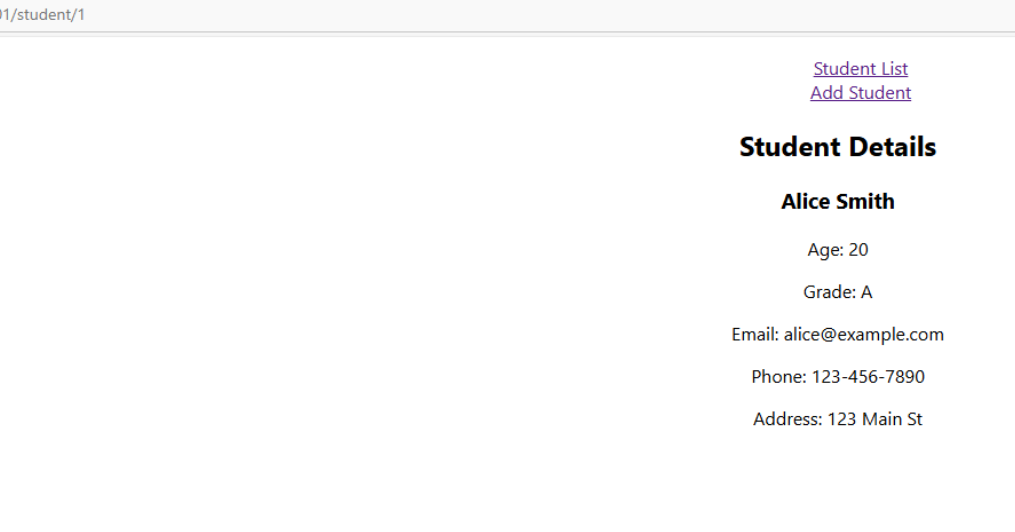 01/student/1
Student List
Add Student
Student Details
Alice Smith
Age: 20
Grade: A
Email: alice@example.com
Phone: 123-456-7890
Address: 123 Main St